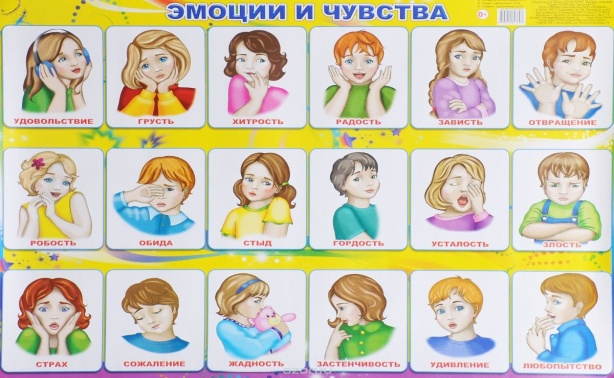 ЭМОЦИИ И ЧУВСТВА
0+
УДОВОЛЬСТВИЕ ГРУСТЬ ХИТРОСТЬ РАДОСТЬ ЗАВИСТЬ ОТВРАЩЕНИЕ
РОБОСТЬ ОБИДА СТЫД ГОРДОСТЬ УСТАЛОСТЬ ЗЛОСТЬ
СТРАХ СОЖАЛЕНИЕ ЖАДНОСТЬ ЗАСТЕНЧИВОСТЬ УДИВЛЕНИЕ ЛЮБОПЫТСТВО